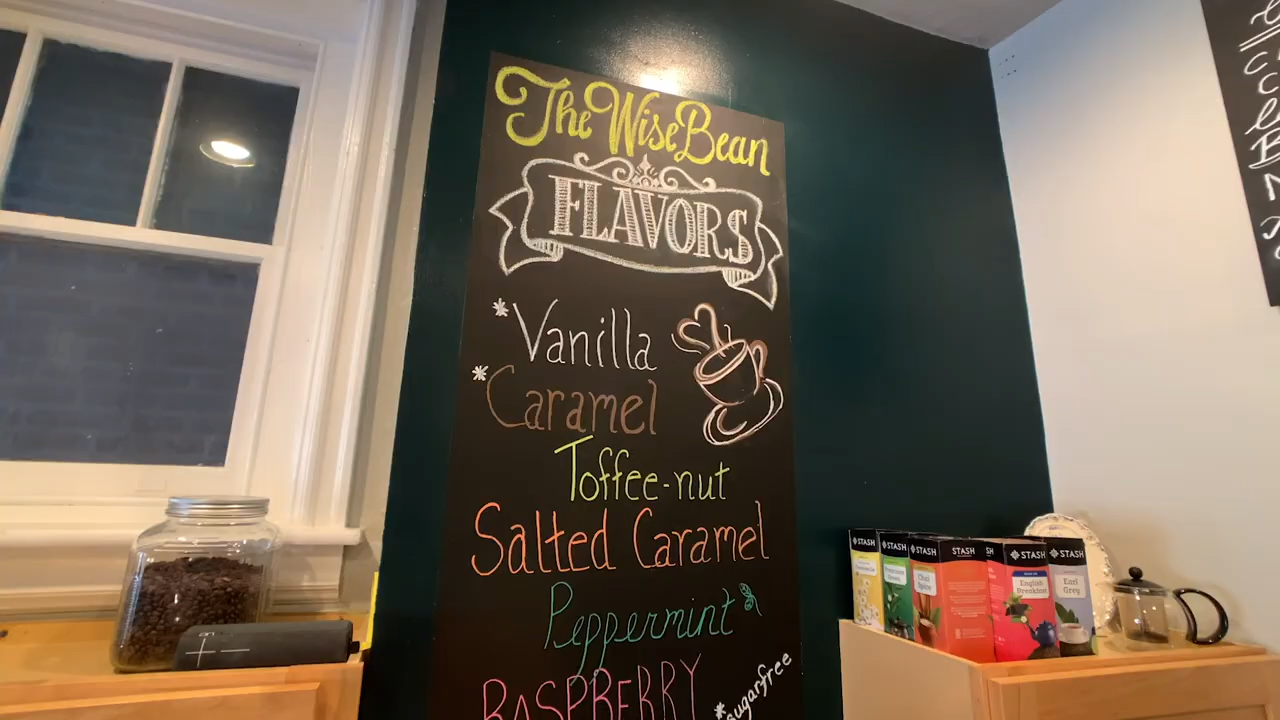 The Wise Bean
FLAVORS
*Vanilla
*Caramel
Toffee-nut
Salted Caramel
Peppermint
RASPBERRY
*sugarfree
STASH
STASH
STASH
STASH
STASH
STASH
Chai Spice
English Breakfast
Earl Grey